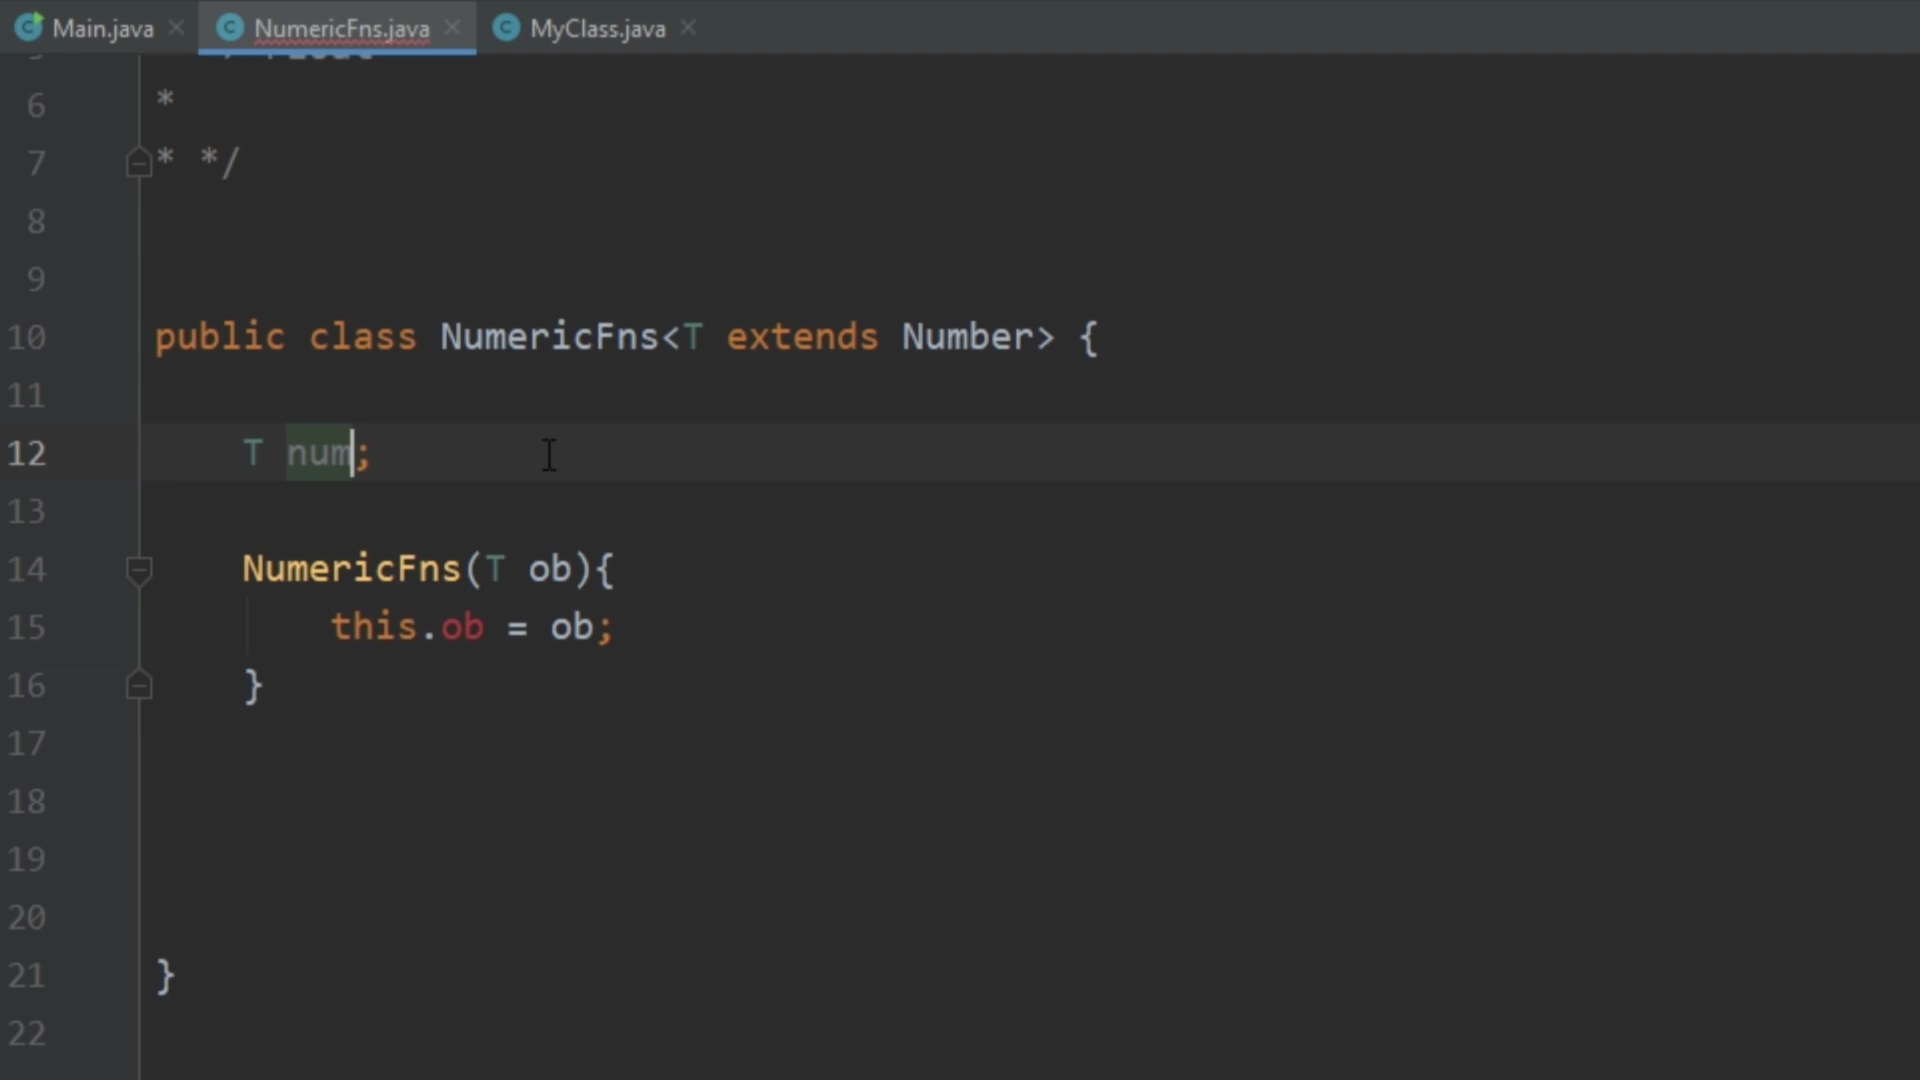 Main.java NumericFns.java MyClass.java
6 *
7 * */
8
9
10 public class NumericFns<T extends Number> {
11
12 T num;
13
14 NumericFns(T ob){
15 this.ob = ob;
16 }
17
18
19
20
21 }
22